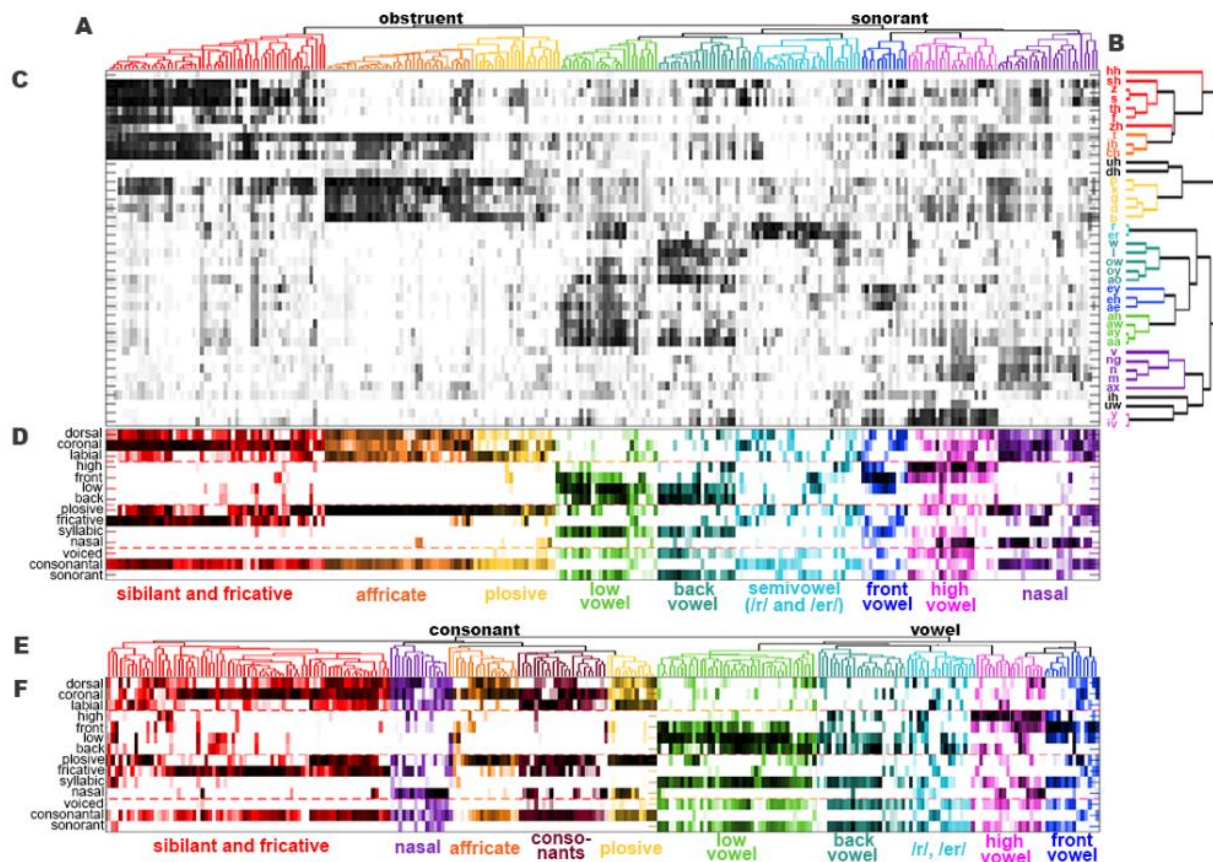 A
obstruent
sonorant
B
C
hh
sh
z
s
th
f
zh
jh
ch
uh
dh
g
d
b
r
er
w
l
ow
oy
ao
ey
eh
ae
ah
aw
ay
aa
v
ng
n
m
ax
ih
uw
y
iy
D
dorsal
coronal
labial
high
front
low
back
plosive
fricative
syllabic
nasal
voiced
consonantal
sonorant
sibilant and fricative
affricate
plosive
low
vowel
back
vowel
semivowel
(/r/ and /er/)
front
vowel
high
vowel
nasal
E
consonant
vowel
F
dorsal
coronal
labial
high
front
low
back
plosive
fricative
syllabic
nasal
voiced
consonantal
sonorant
sibilant and fricative
nasal
affricate
conso-
nants
plosive
low
vowel
back
vowel
/r/, /er/
high
vowel
front
vowel